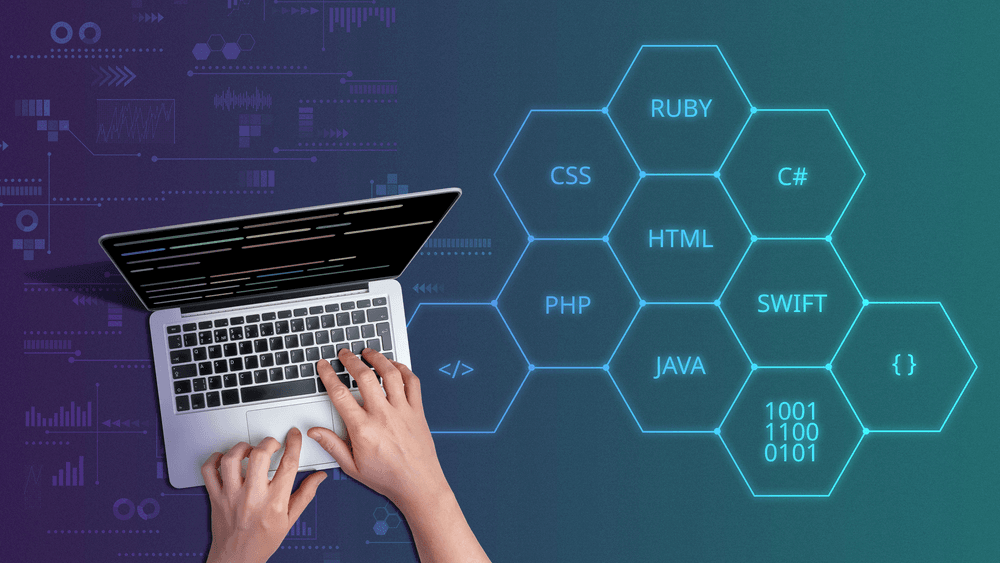 RUBY
CSS
C#
HTML
PHP
SWIFT
</>
JAVA
{ }
1001
1100
0101